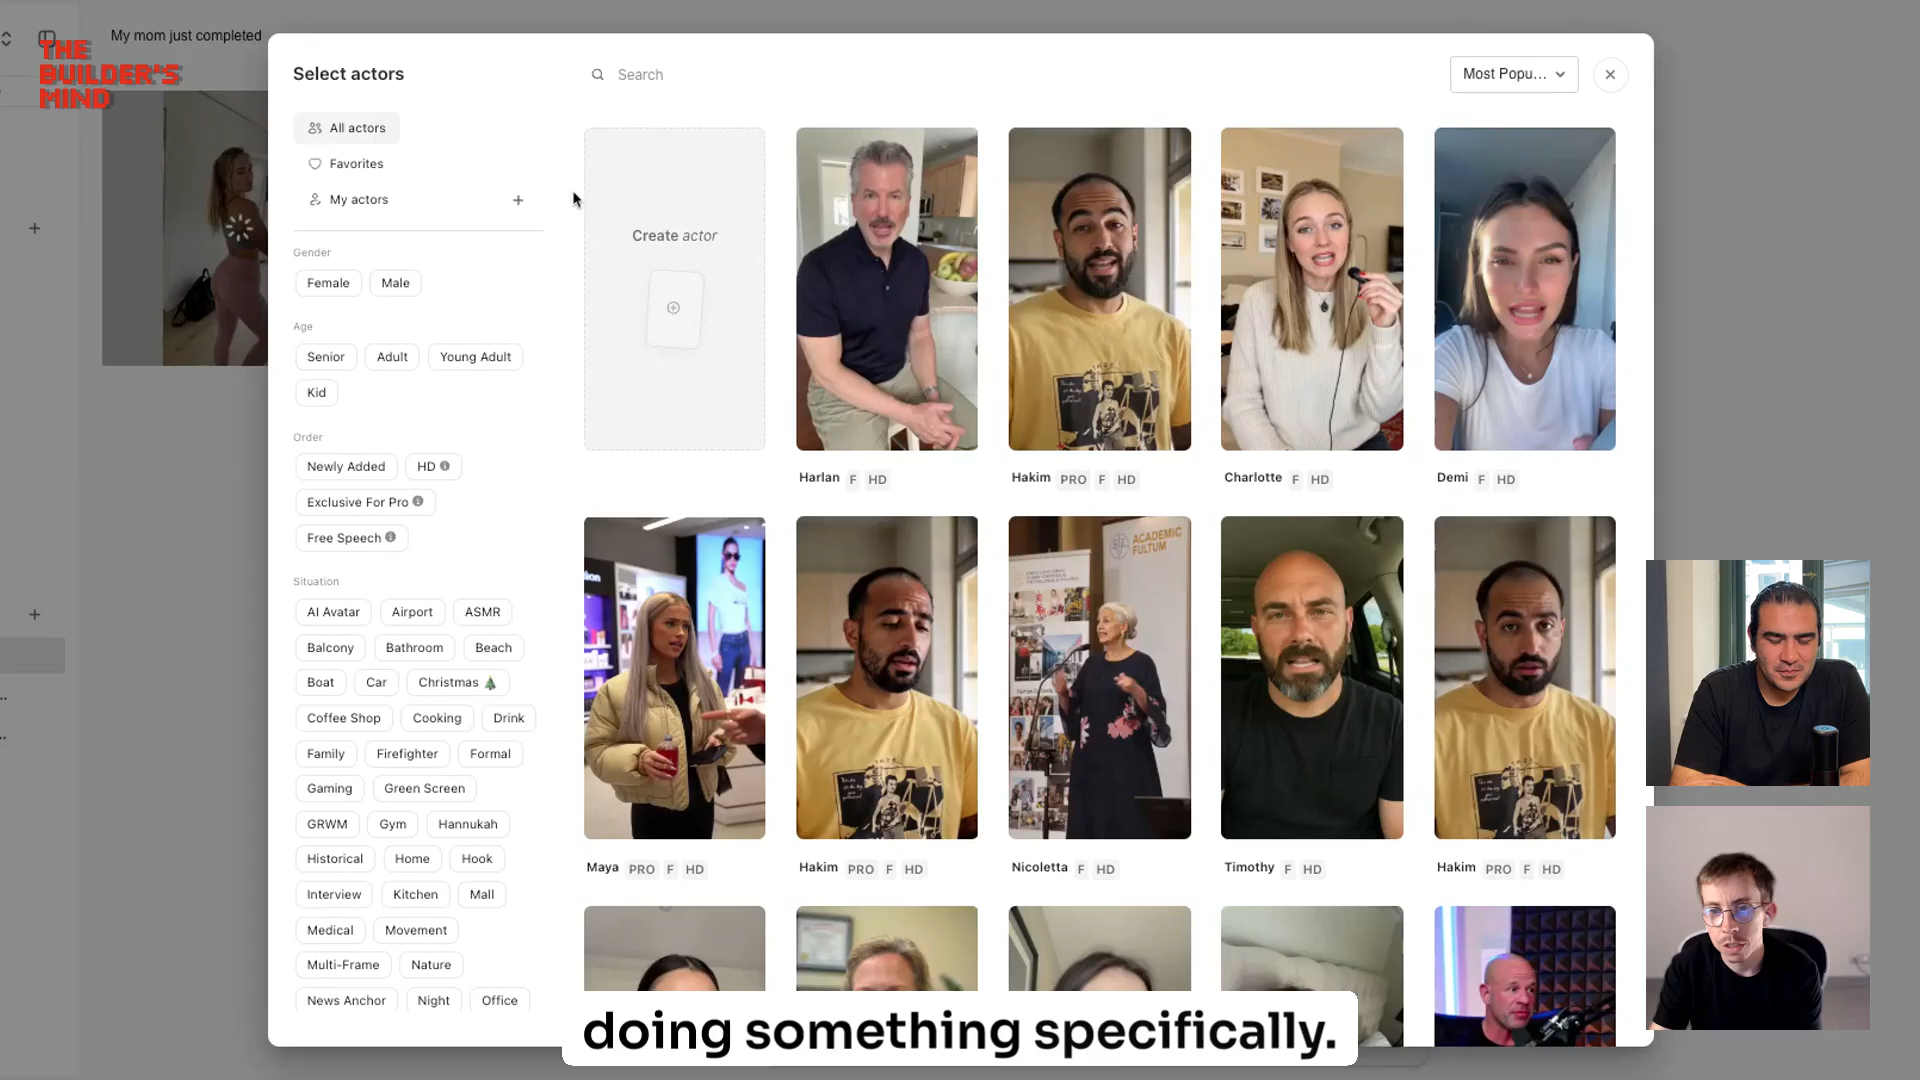 My mom just completed
THE
BUILDER'S
MIND
Select actors
Search
Most Popu...
All actors
Favorites
My actors
Gender
Female
Male
Age
Senior
Adult
Young Adult
Kid
Order
Newly Added
HD
Exclusive For Pro
Free Speech
Situation
AI Avatar
Airport
ASMR
Balcony
Bathroom
Beach
Boat
Car
Christmas 🎄
Coffee Shop
Cooking
Drink
Family
Firefighter
Formal
Gaming
Green Screen
GRWM
Gym
Hannukah
Historical
Home
Hook
Interview
Kitchen
Mall
Medical
Movement
Multi-Frame
Nature
News Anchor
Night
Office
Create actor
Harlan F HD
Hakim PRO F HD
Charlotte F HD
Demi F HD
ACADEMIC
FULTUM
Maya PRO F HD
Hakim PRO F HD
Nicoletta F HD
Timothy F HD
Hakim PRO F HD
doing something specifically.